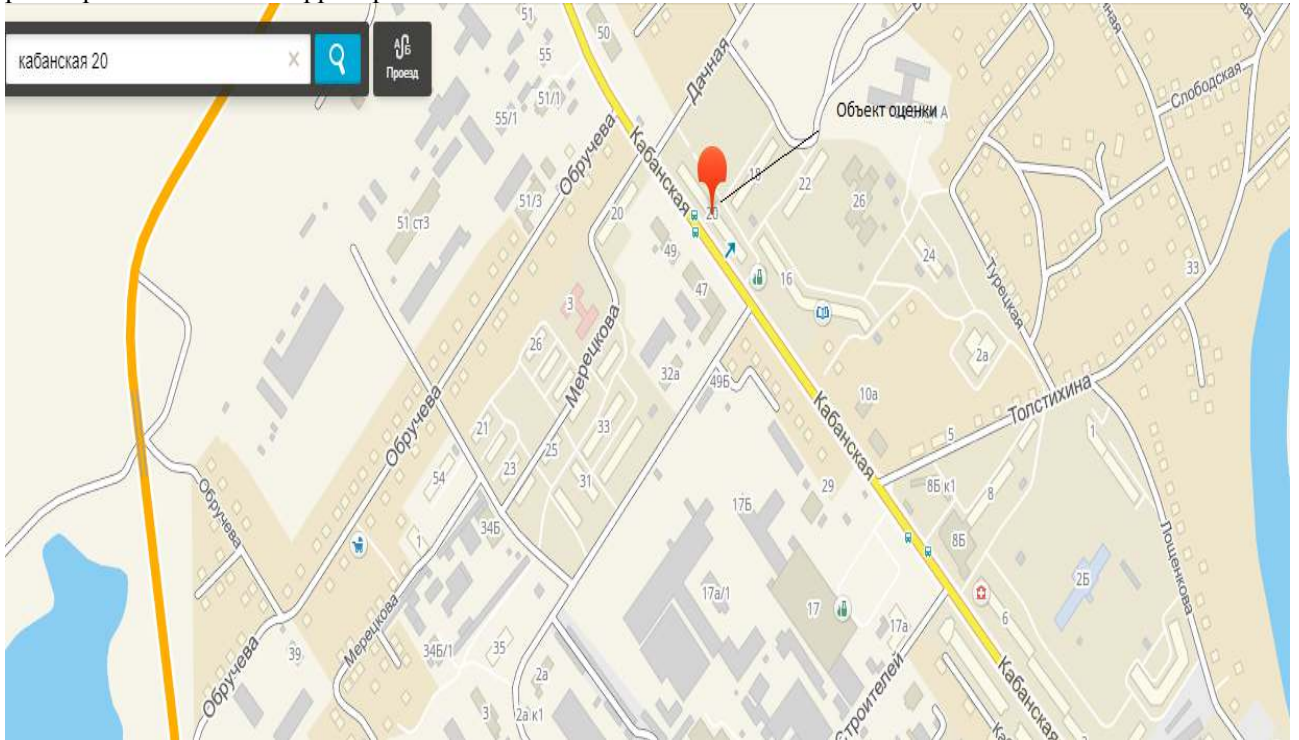 кабанская 20
Проезд
51
50
55
51/1
55/1
Дачная
Слободская
Объект оценки
А
Обручева
Кабанская
51/3
51 ст3
20
18
22
26
20
49
24
16
47
Турецкая
33
3
26
Мерецкова
32а
49Б
2а
10а
Толстихина
Обручева
21
33
23
25
31
54
Кабанская
5
1
8Б к1
8
29
17Б
34Б
1
8Б
2Б
Обручева
Лощенкова
17а/1
17
17а
6
Мерецкова
39
34Б/1
35
2а
3
2а к1
Обручева
Строителей
Кабанская